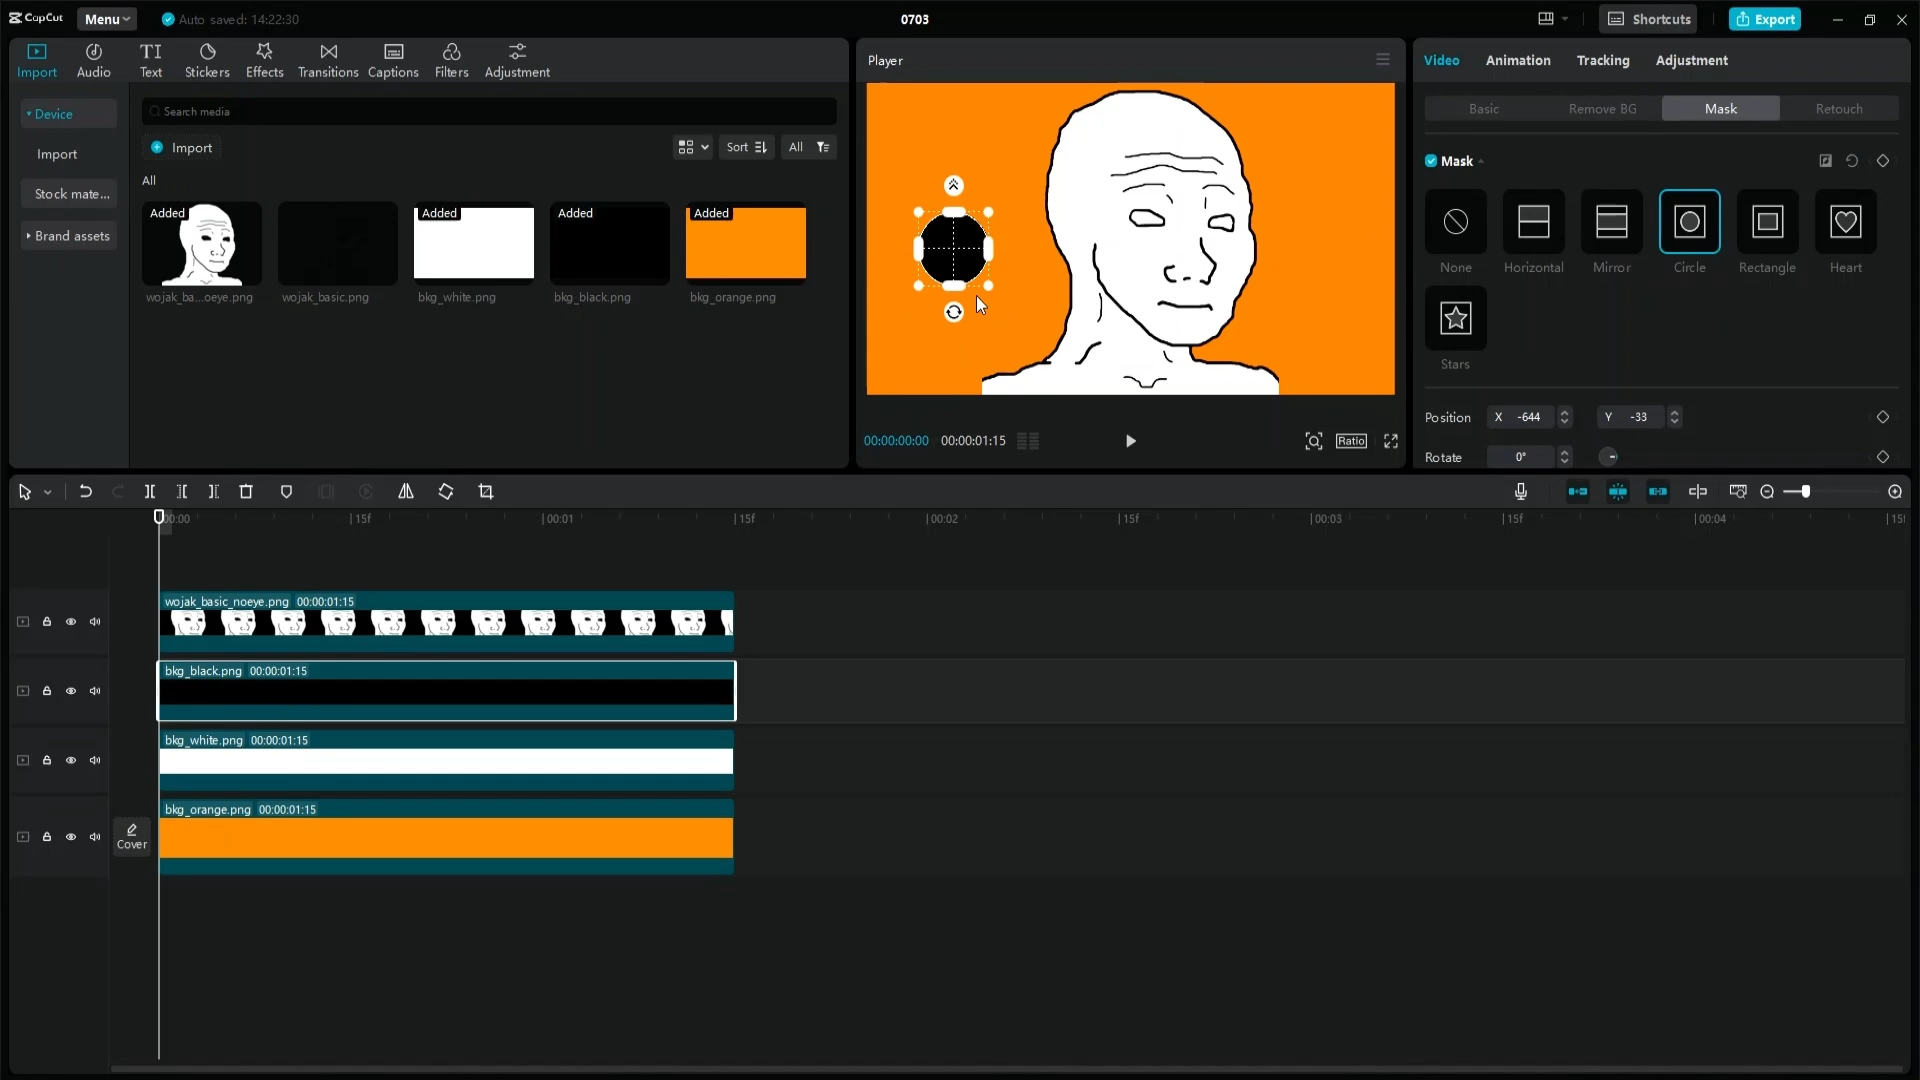 CapCut Menu Auto saved: 14:22:30 0703 Shortcuts Export
Import Audio Text Stickers Effects Transitions Captions Filters Adjustment
Device
Import
Stock mate...
Brand assets
Search media
Import Sort All
All
Added Added Added Added
wojak_ba...oeye.png wojak_basic.png bkg_white.png bkg_black.png bkg_orange.png
Player
00:00:00:00 00:00:01:15 Ratio
Video Animation Tracking Adjustment
Basic Remove BG Mask Retouch
Mask
None Horizontal Mirror Circle Rectangle Heart
Stars
Position X -644 Y -33
Rotate 0°
00:00 15f 00:01 15f 00:02 15f 00:03 15f 00:04 15f
wojak_basic_noeye.png 00:00:01:15
bkg_black.png 00:00:01:15
bkg_white.png 00:00:01:15
bkg_orange.png 00:00:01:15
Cover